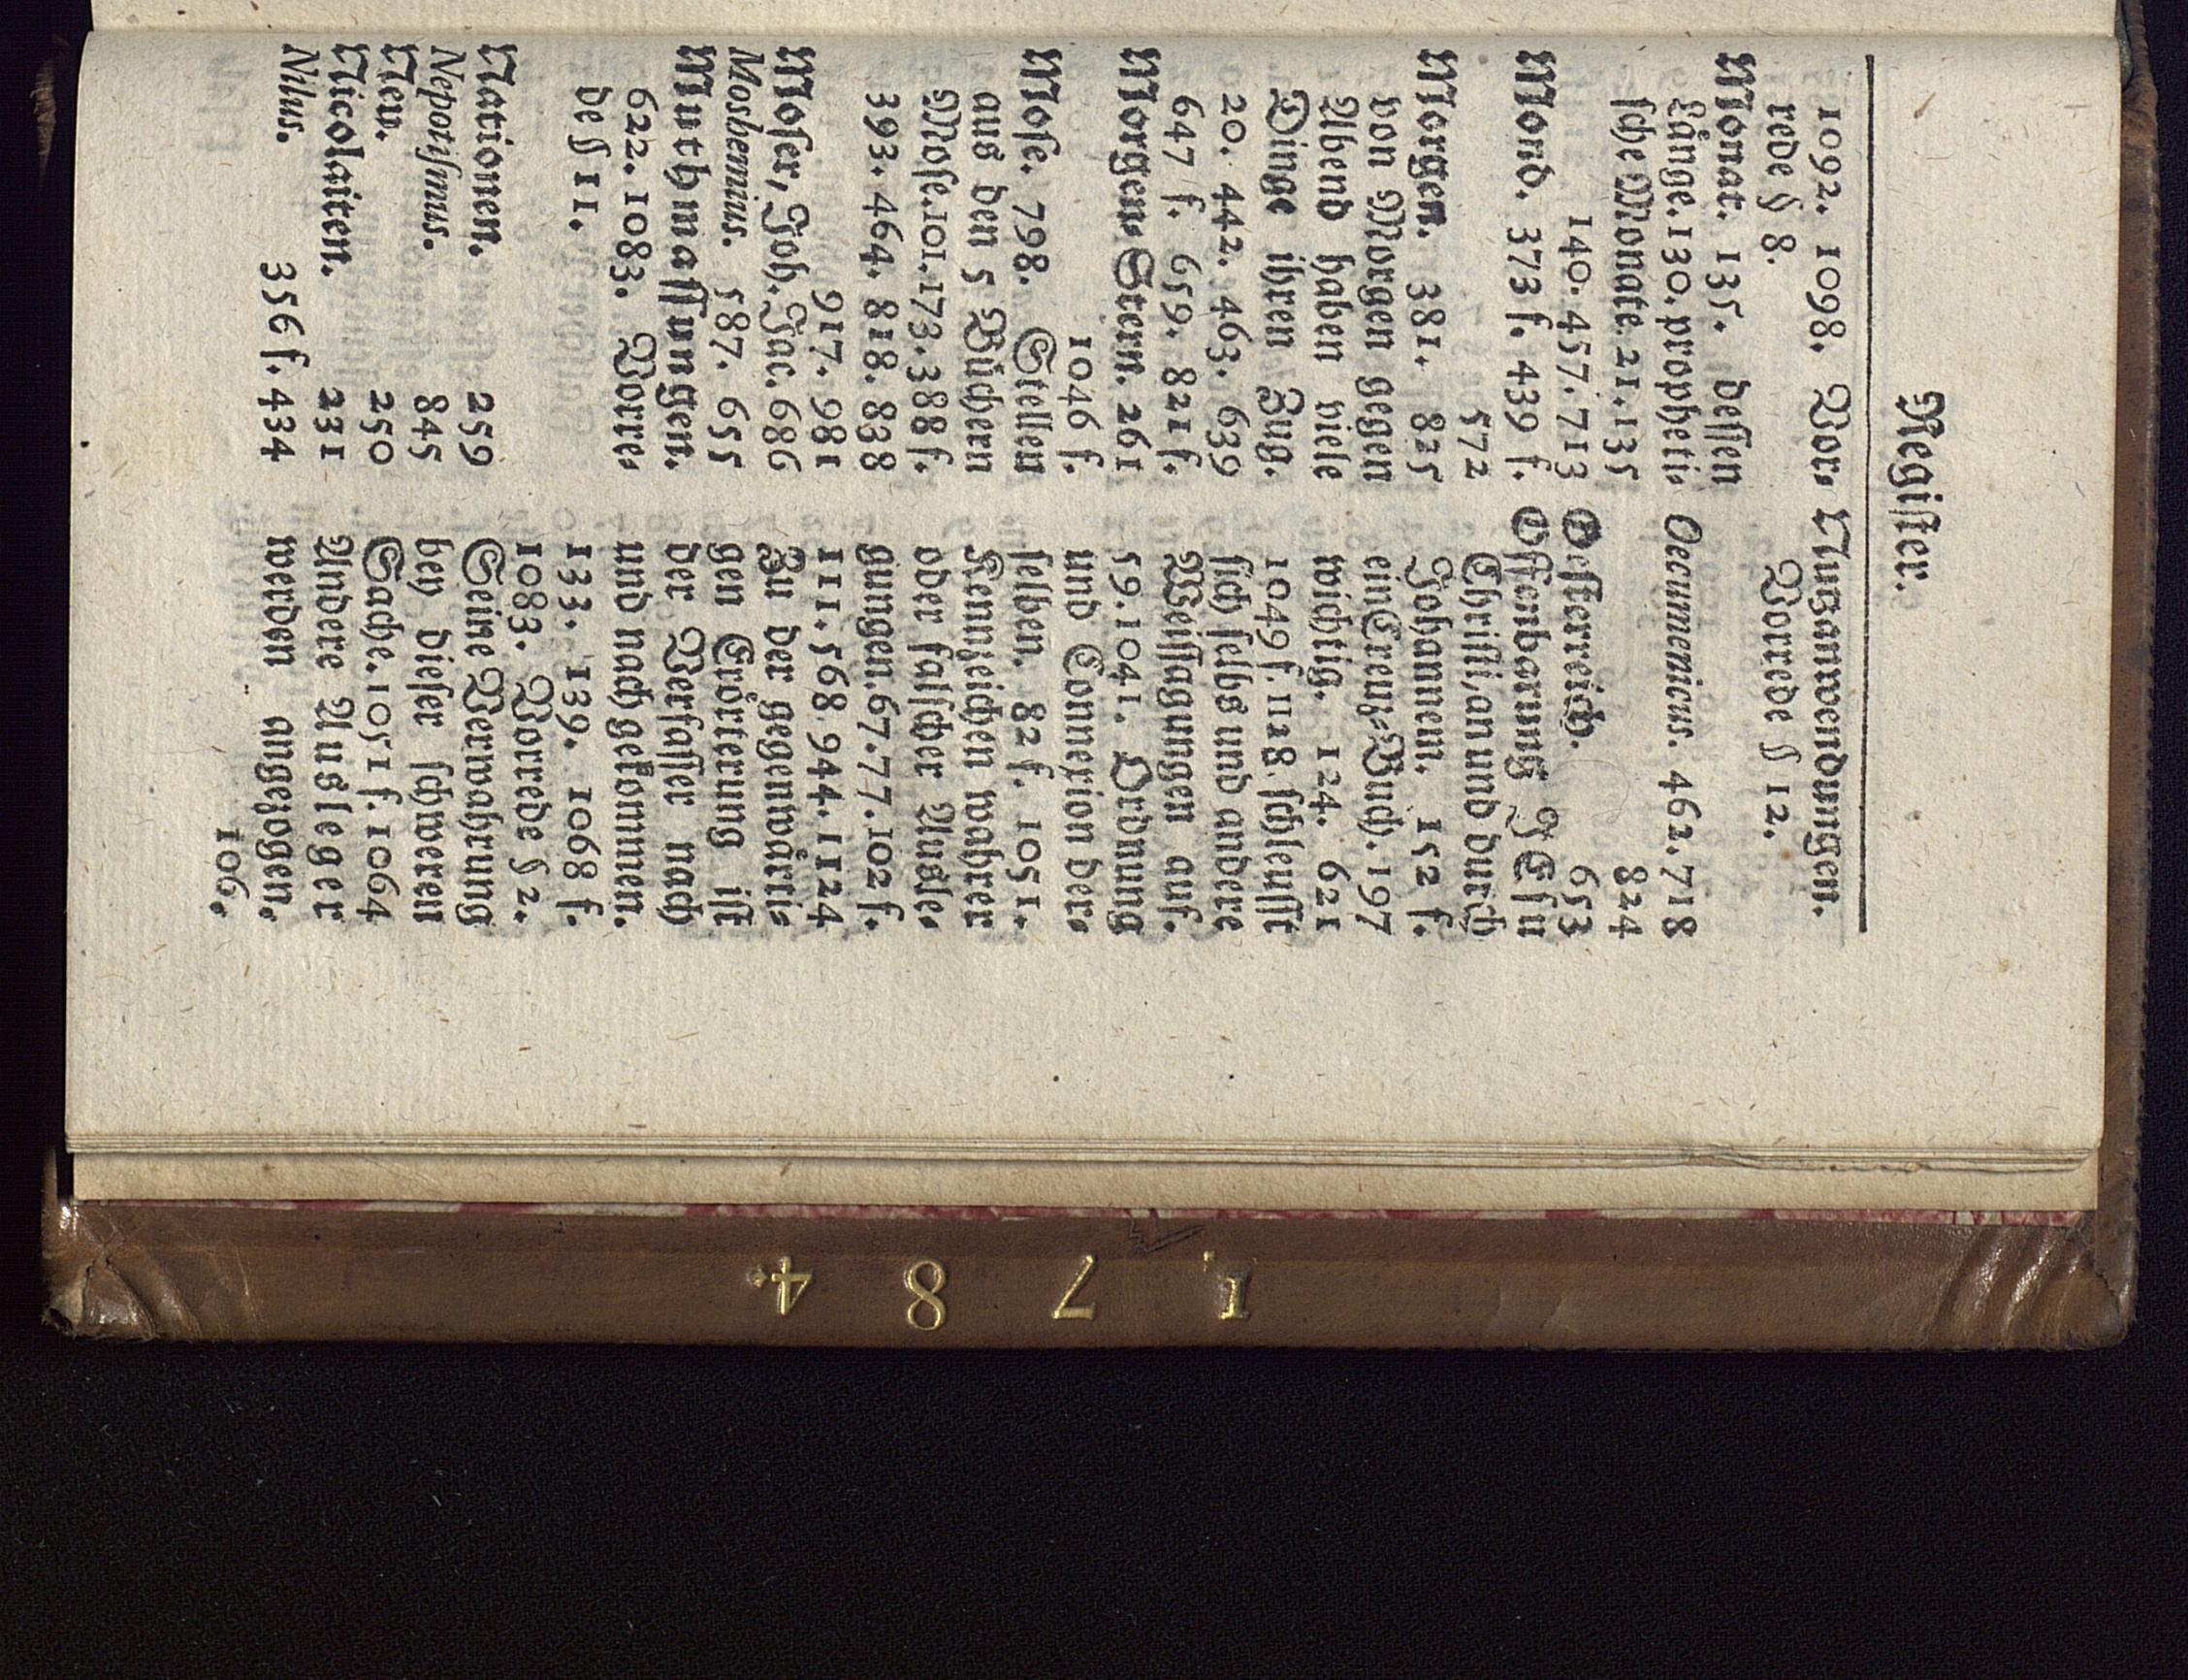 Regiſter.
1092. 1098. Vor⸗
rede § 8.
Monat. 135. deſſen
Länge. 130. propheti⸗
ſche Monate. 21. 135
140. 457. 713
Mond. 373 f. 439 f.
572
Morgen. 381. 825
von Morgen gegen
Abend haben viele
Dinge ihren Zug.
20. 442. 463. 639
647 f. 659. 821 f.
Morgen⸗Stern. 261
1046 f.
Moſe. 798. Stellen
aus den 5 Büchern
Moſe. 101. 173. 388 f.
393. 464. 818. 838
917. 981
Moſer, Joh. Jac. 686
Moshemius. 587. 655
Muthmaſſungen.
622. 1083. Vorre⸗
de § 11.
Nationen. 259
Nepotiſmus. 845
Neu. 250
Nicolaiten. 231
Nilus. 356 f. 434
Nuzanwendungen.
Vorrede § 12.
Oecumenicus. 462. 718
824
Oeſterreich. 653
Offenbarung JEſu
Chriſti, an und durch
Johannem. 152 f.
ein Creuz⸗Buch. 197
wichtig. 124. 621
1049 f. 1128. ſchleußt
ſich ſelbs und andere
Weiſſagungen auf.
59. 1041. Ordnung
und Connexion der⸗
ſelben. 82 f. 1051.
Kennzeichen wahrer
oder falſcher Ausle⸗
gungen. 67. 77. 102 f.
111. 568. 944. 1124
Zu der gegenwärti⸗
gen Erörterung iſt
der Verfaſſer nach
und nach gekommen.
133. 139. 1068 f.
1083. Vorrede § 2.
Seine Verwahrung
bey dieſer ſchweren
Sache. 1051 f. 1064
Andere Ausleger
werden angezogen.
106.
1784.